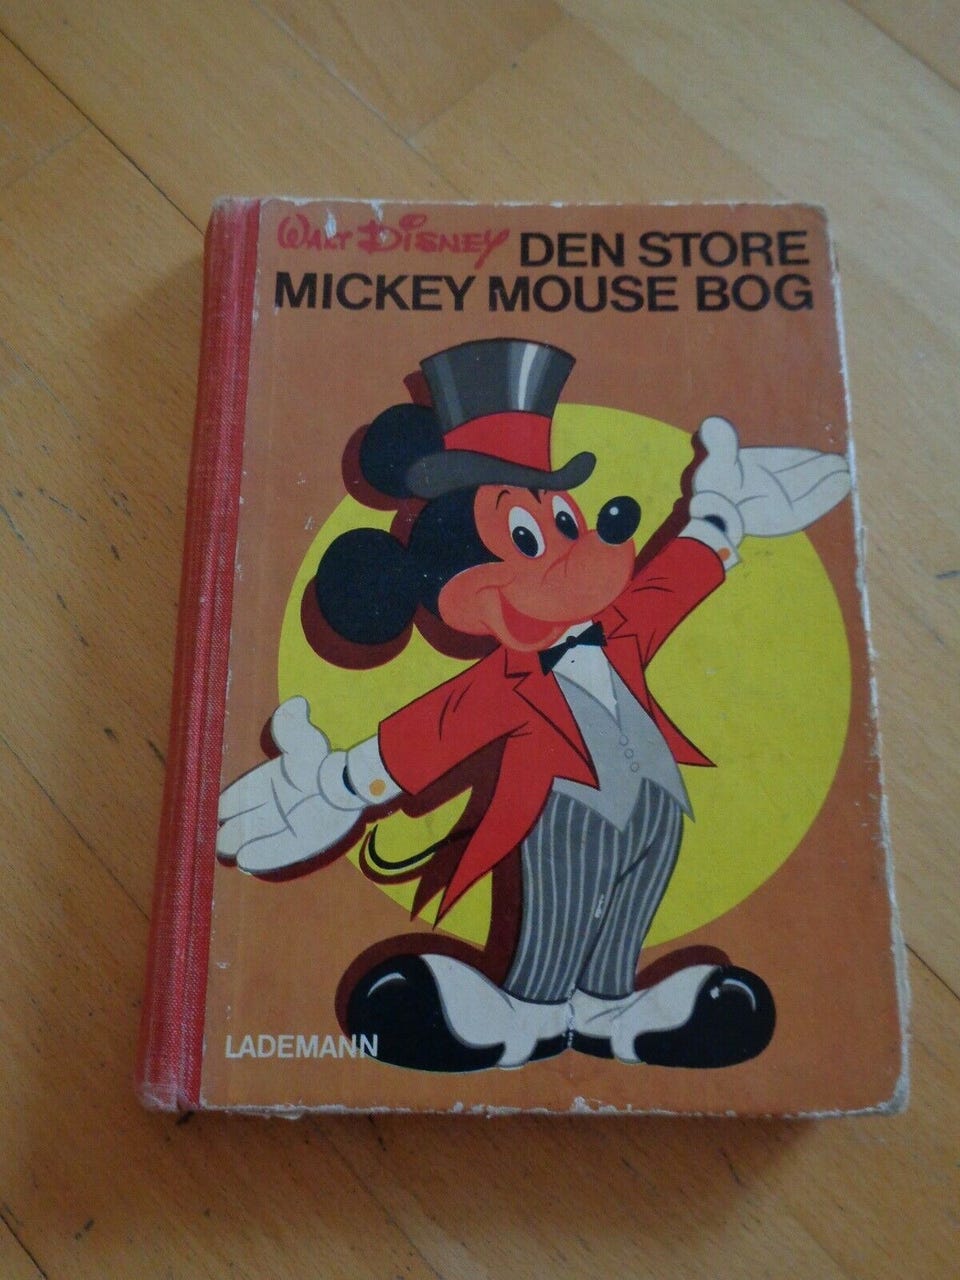 WALT DISNEY DEN STORE
MICKEY MOUSE BOG
LADEMANN